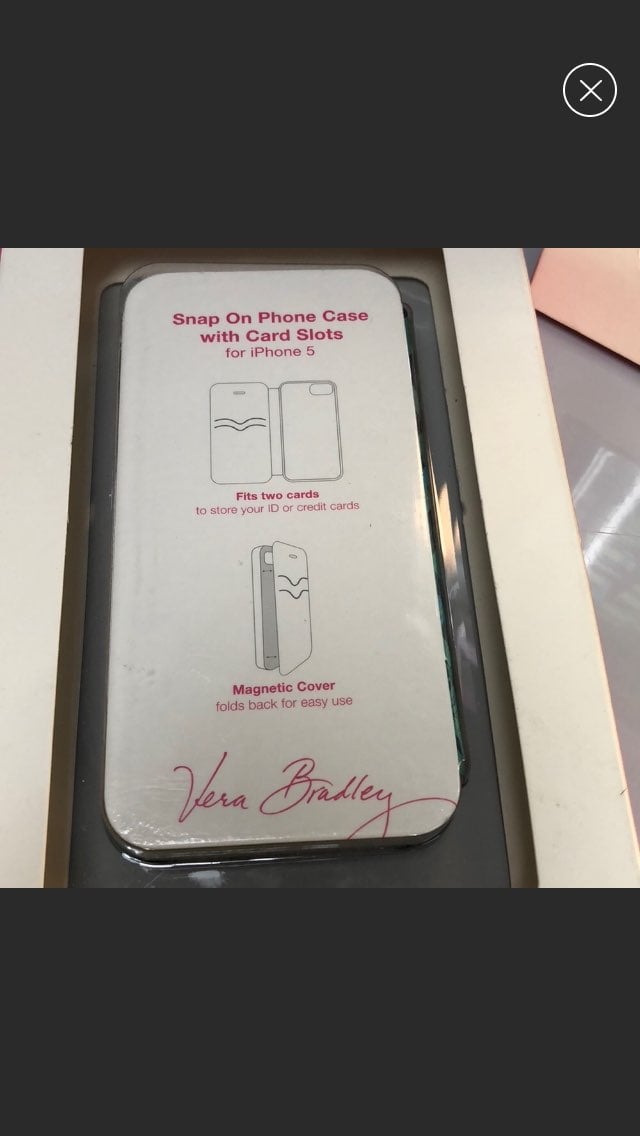 Snap On Phone Case
with Card Slots
for iPhone 5
Fits two cards
to store your ID or credit cards
Magnetic Cover
folds back for easy use
Vera Bradley